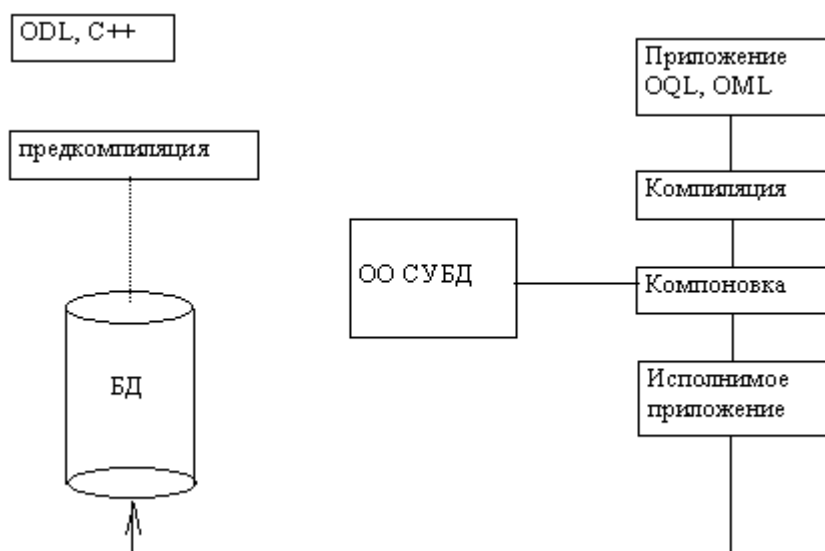 ODL, C++
предкомпиляция
БД
ОО СУБД
Приложение
OQL, OML
Компиляция
Компоновка
Исполнимое
приложение